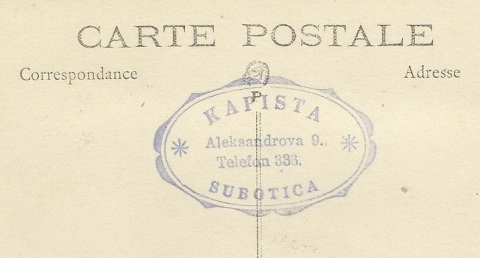 CARTE POSTALE
Correspondance Adresse
P
KAPISTA
Aleksandrova 9.
Telefon 336.
SUBOTICA